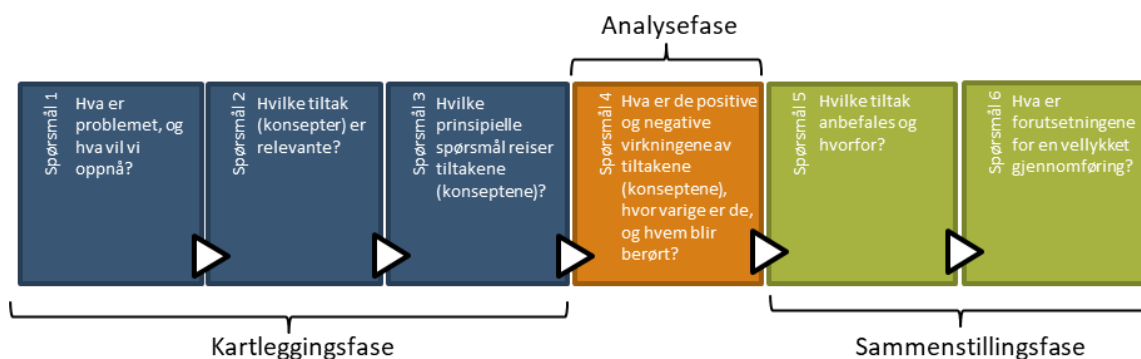 Analysefase
Spørsmål 1
Hva er
problemet, og
hva vil vi
oppnå?
Spørsmål 2
Hvilke tiltak
(konsepter) er
relevante?
Spørsmål 3
Hvilke
prinsipielle
spørsmål reiser
tiltakene
(konseptene)?
Spørsmål 4
Hva er de positive
og negative
virkningene av
tiltakene
(konseptene),
hvor varige er de,
og hvem blir
berørt?
Spørsmål 5
Hvilke tiltak
anbefales og
hvorfor?
Spørsmål 6
Hva er
forutsetningene
for en vellykket
gjennomføring?
Kartleggingsfase
Sammenstillingsfase